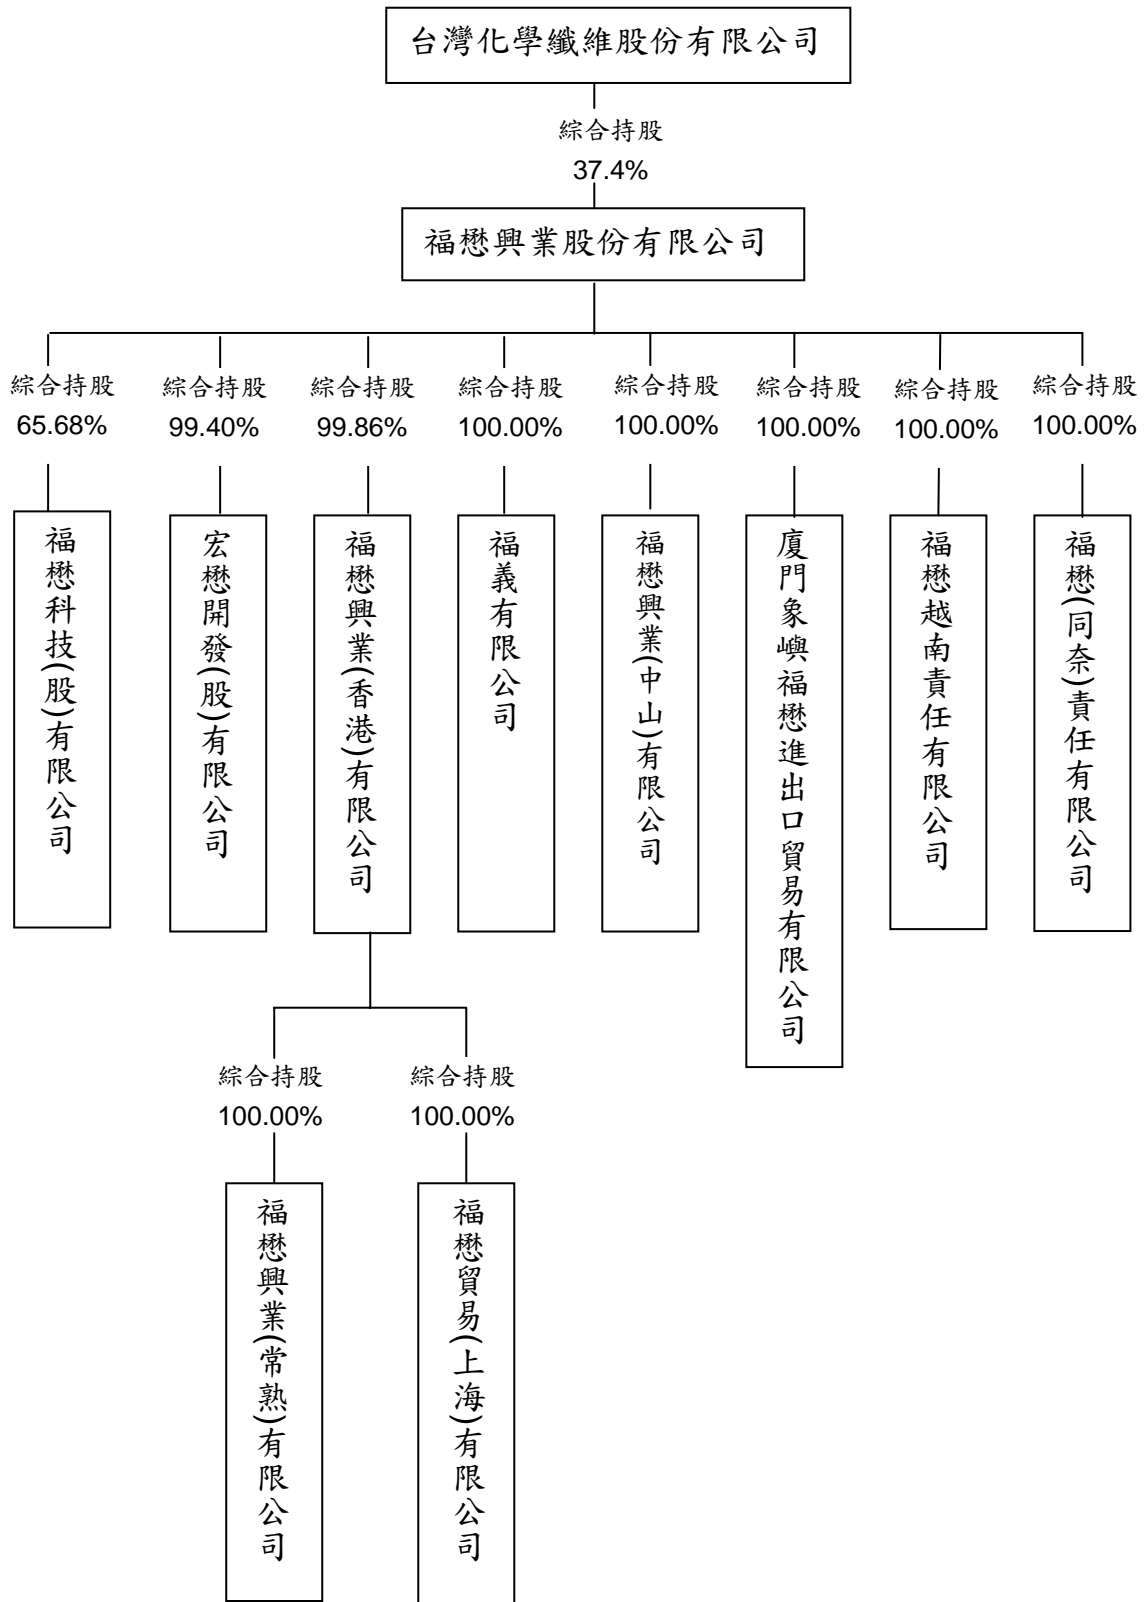 台灣化學纖維股份有限公司
綜合持股
37.4%
福懋興業股份有限公司
綜合持股
65.68%
綜合持股
99.40%
綜合持股
99.86%
綜合持股
100.00%
綜合持股
100.00%
綜合持股
100.00%
綜合持股
100.00%
綜合持股
100.00%
福懋科技(股)有限公司
宏懋開發(股)有限公司
福懋興業(香港)有限公司
福義有限公司
福懋興業(中山)有限公司
廈門象嶼福懋進出口貿易有限公司
福懋越南責任有限公司
福懋(同奈)責任有限公司
綜合持股
100.00%
綜合持股
100.00%
福懋興業(常熟)有限公司
福懋貿易(上海)有限公司